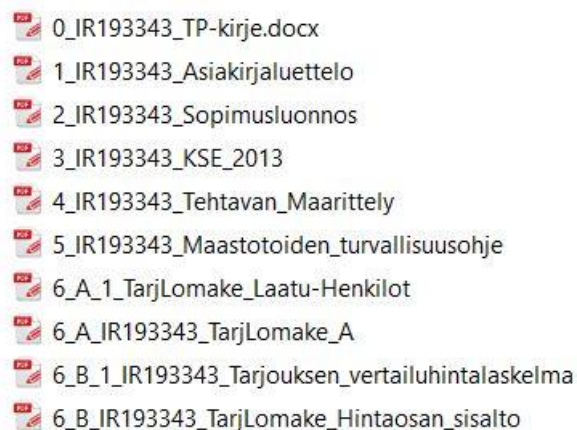 0_IR193343_TP-kirje.docx
1_IR193343_Asiakirjaluettelo
2_IR193343_Sopimusluonnos
3_IR193343_KSE_2013
4_IR193343_Tehtavan_Maarittely
5_IR193343_Maastotoiden_turvallisuusohje
6_A_1_TarjLomake_Laatu-Henkilot
6_A_IR193343_TarjLomake_A
6_B_1_IR193343_Tarjouksen_vertailuhintalaskelma
6_B_IR193343_TarjLomake_Hintaosan_sisalto